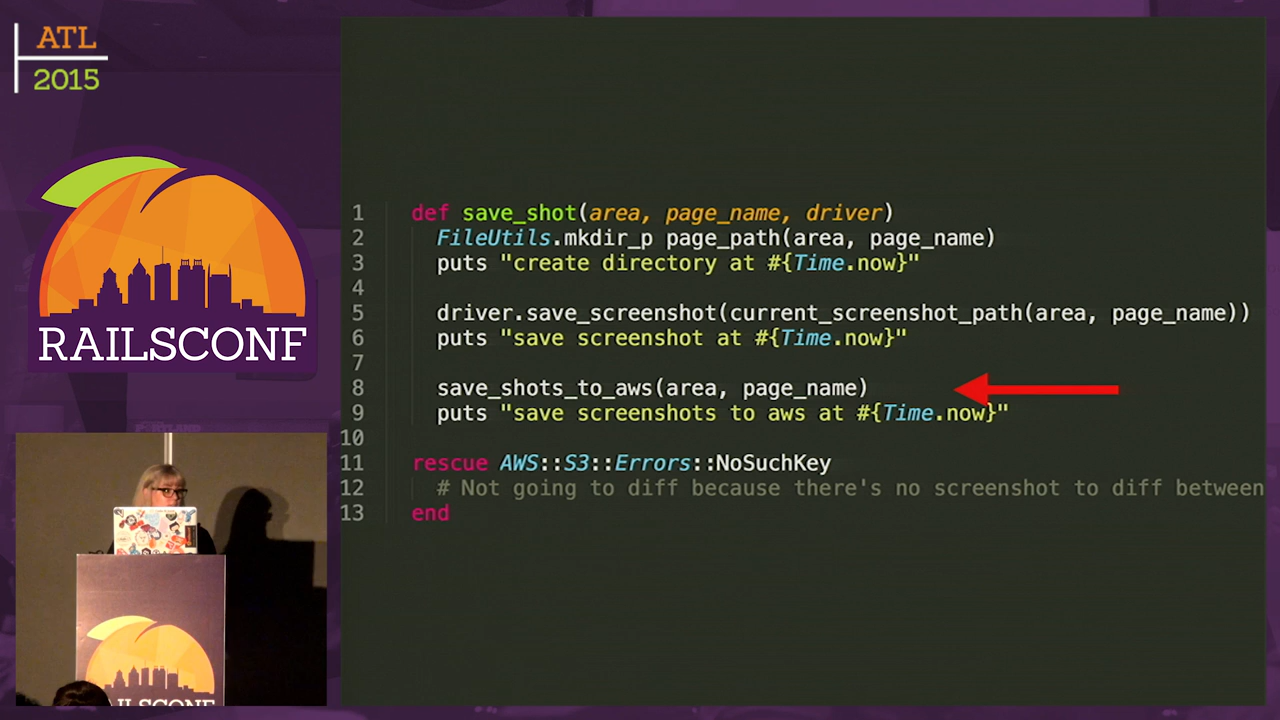 ATL
2015
RAILSCONF
1 def save_shot(area, page_name, driver)
2 FileUtils.mkdir_p page_path(area, page_name)
3 puts "create directory at #{Time.now}"
4
5 driver.save_screenshot(current_screenshot_path(area, page_name))
6 puts "save screenshot at #{Time.now}"
7
8 save_shots_to_aws(area, page_name)
9 puts "save screenshots to aws at #{Time.now}"
10
11 rescue AWS::S3::Errors::NoSuchKey
12 # Not going to diff because there's no screenshot to diff between
13 end
AILSCONF